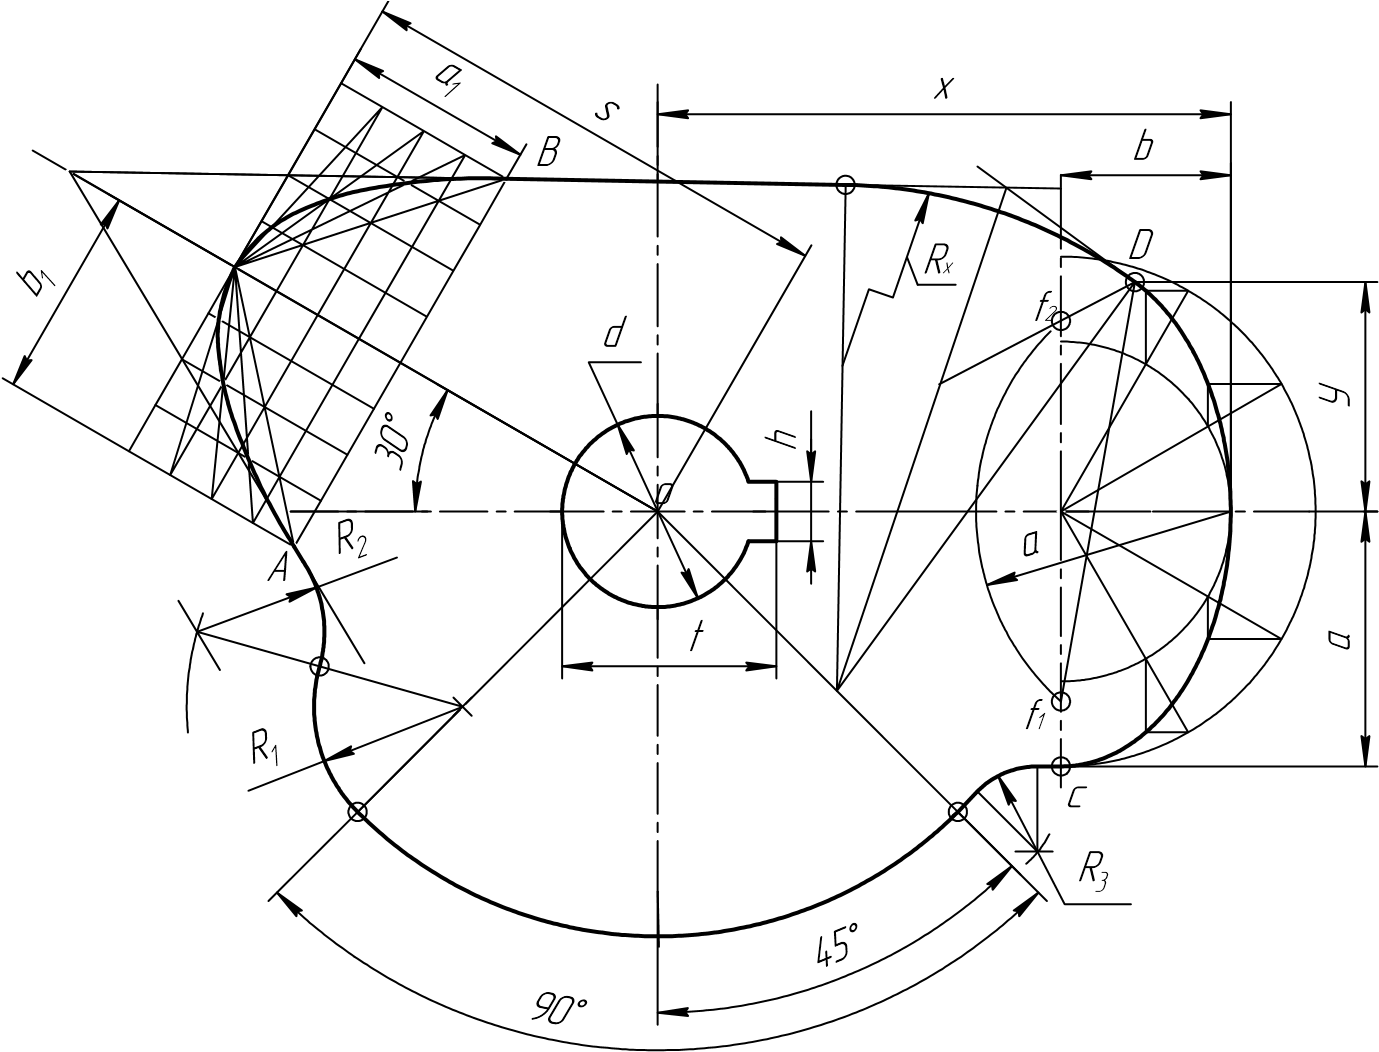 a₁
s
x
B
b
D
Rₓ
b₁
f₂
d
y
h
30°
o
R₂
a
A
t
a
f₁
R₁
c
R₃
45°
90°